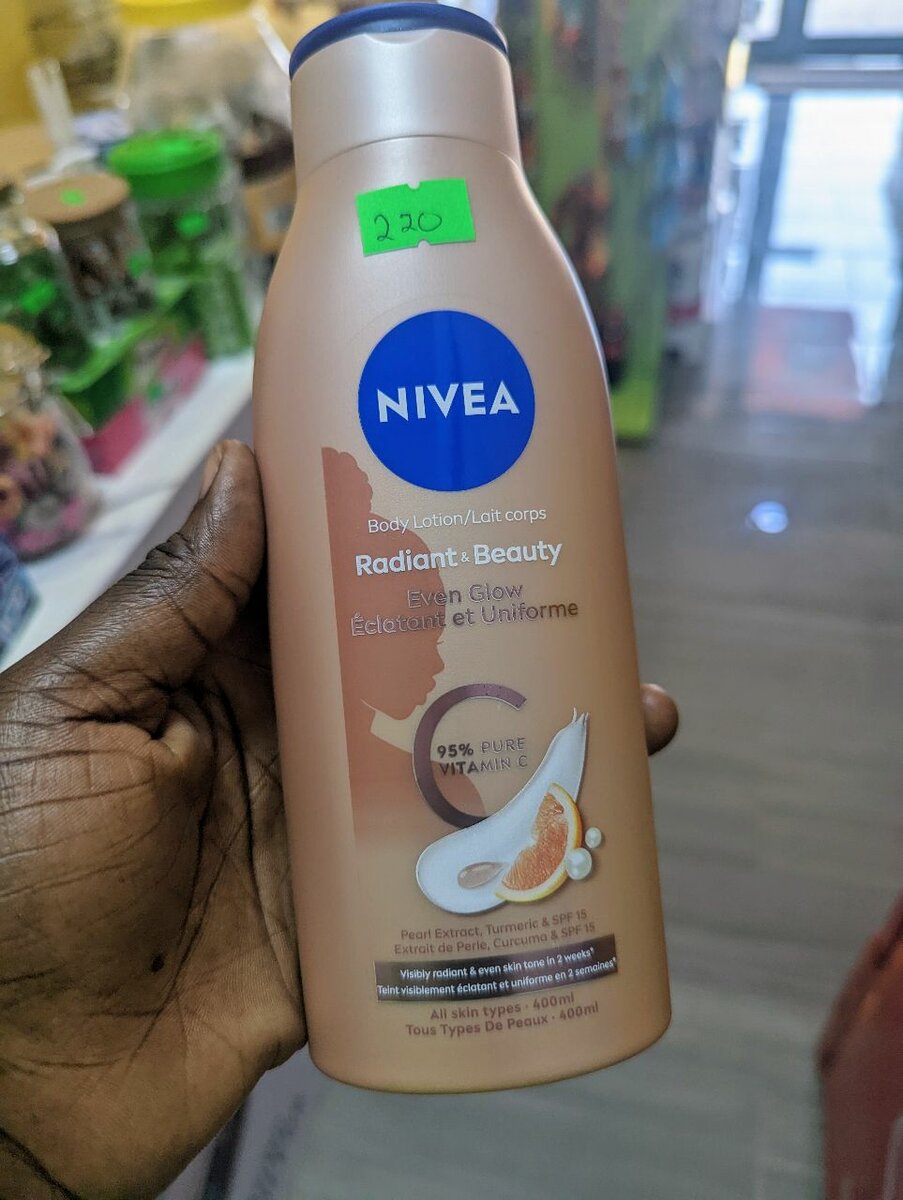 220
NIVEA
Body Lotion/Lait corps
Radiant & Beauty
Even Glow
Éclatant et Uniforme
95% PURE
VITAMIN C
Pearl Extract, Turmeric & SPF 15
Extrait de Perle, Curcuma & SPF 15
Visibly radiant & even skin tone in 2 weeks¹
Teint visiblement éclatant et uniforme en 2 semaines¹
All skin types · 400ml
Tous Types De Peaux · 400ml